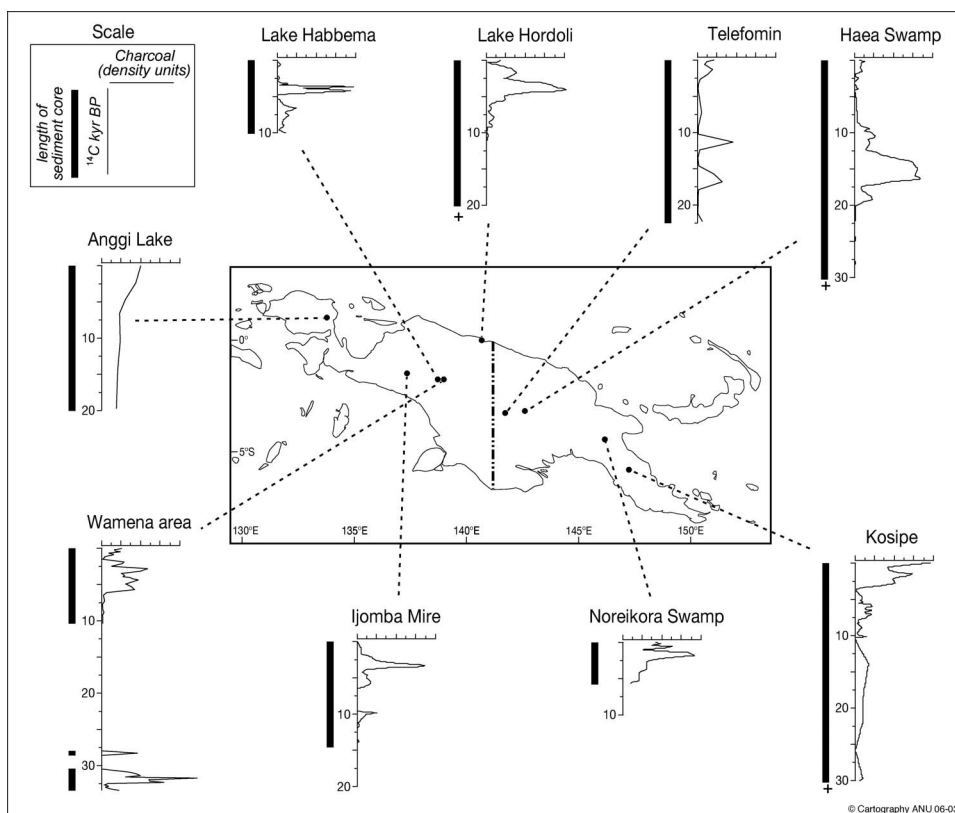 Scale
Charcoal
(density units)
length of
sediment core
¹⁴C kyr BP
Lake Habbema
10
Lake Hordoli
10
20
+
Telefomin
10
20
Haea Swamp
10
20
30
+
Anggi Lake
10
20
0°
5°S
130°E
135°E
140°E
145°E
150°E
Wamena area
10
20
30
Ijomba Mire
10
20
Noreikora Swamp
10
Kosipe
10
20
30
+
© Cartography ANU 06-03